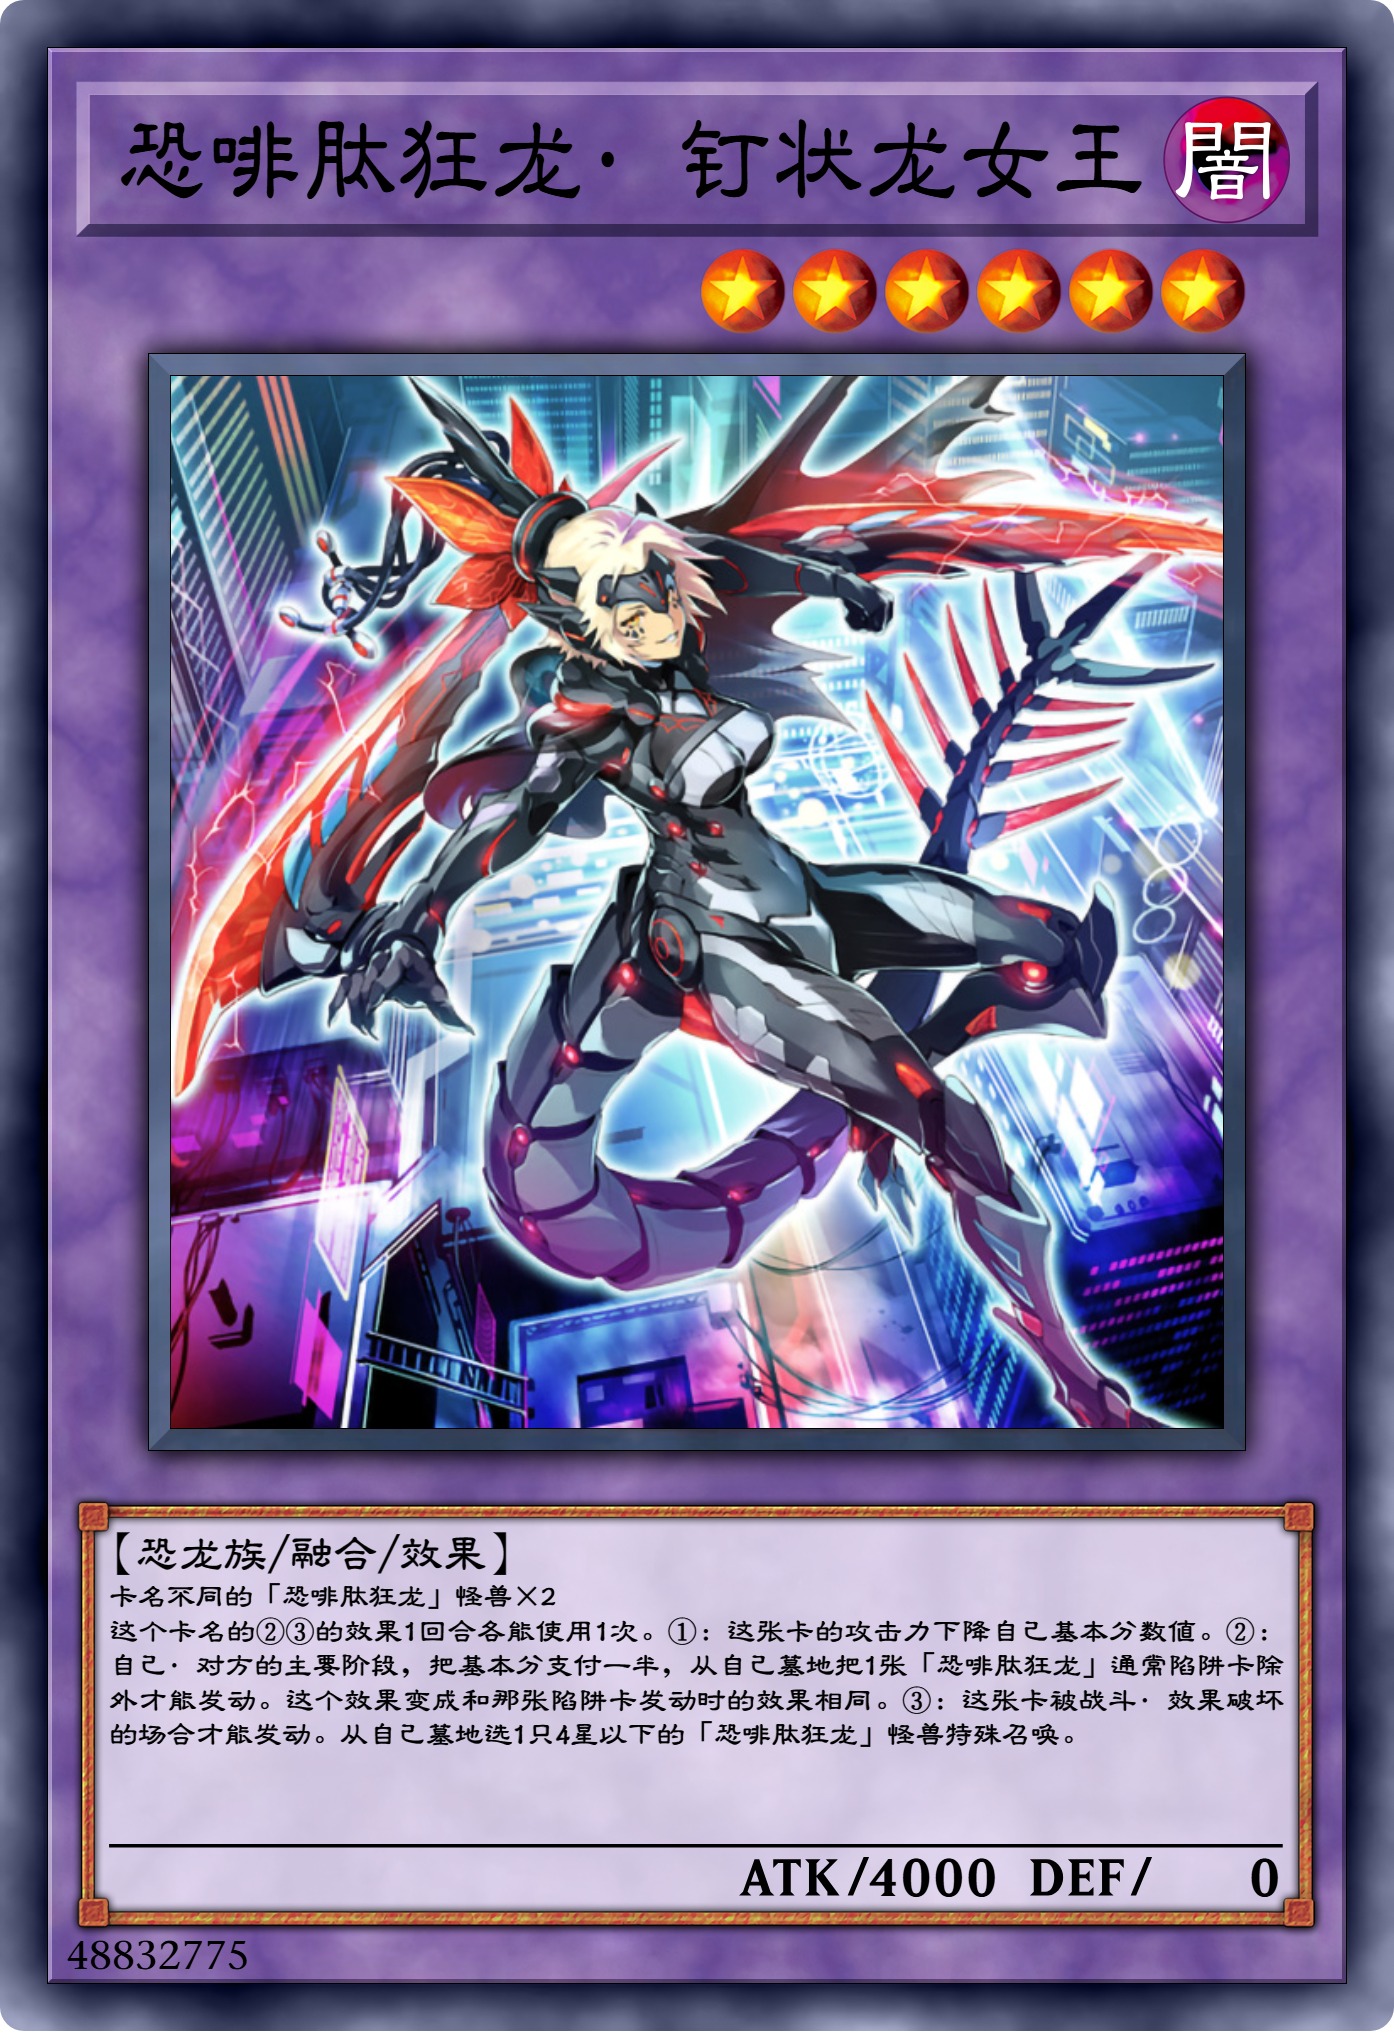 恐啡肽狂龙·钉状龙女王 闇
【恐龙族/融合/效果】
卡名不同的「恐啡肽狂龙」怪兽×2
这个卡名的②③的效果1回合各能使用1次。①：这张卡的攻击力下降自己基本分数值。②：
自己·对方的主要阶段，把基本分支付一半，从自己墓地把1张「恐啡肽狂龙」通常陷阱卡除
外才能发动。这个效果变成和那张陷阱卡发动时的效果相同。③：这张卡被战斗·效果破坏
的场合才能发动。从自己墓地选1只4星以下的「恐啡肽狂龙」怪兽特殊召唤。
ATK/4000 DEF/ 0
48832775